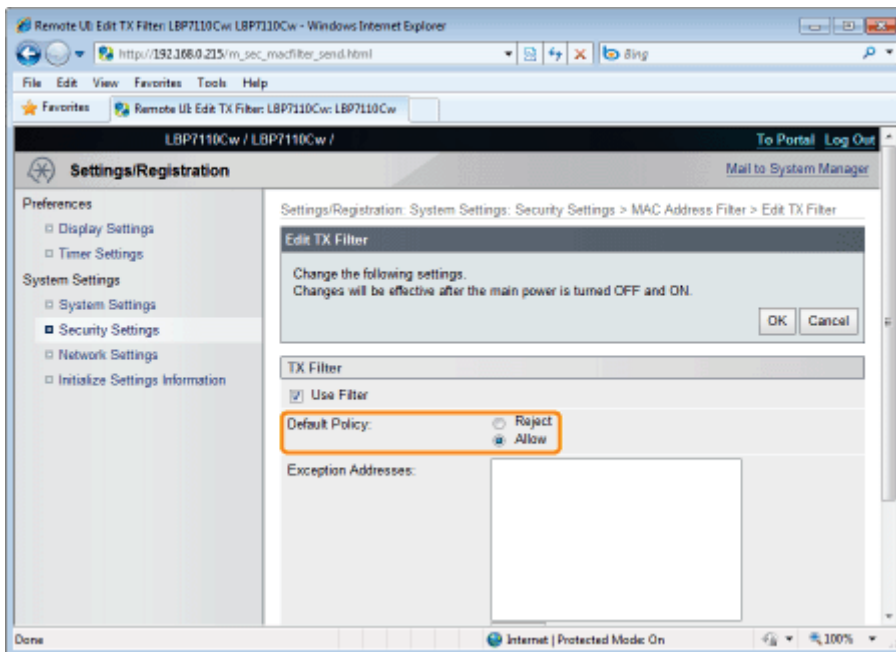 Remote UI: Edit TX Filter: LBP7110Cw: LBP7110Cw - Windows Internet Explorer
http://192.168.0.215/m_sec_macfilter_send.html
Bing
File Edit View Favorites Tools Help
Favorites Remote UI: Edit TX Filter: LBP7110Cw: LBP7110Cw
LBP7110Cw / LBP7110Cw / To Portal Log Out
Settings/Registration Mail to System Manager
Preferences
Display Settings
Timer Settings
System Settings
System Settings
Security Settings
Network Settings
Initialize Settings Information
Settings/Registration: System Settings: Security Settings > MAC Address Filter > Edit TX Filter
Edit TX Filter
Change the following settings.
Changes will be effective after the main power is turned OFF and ON.
OK Cancel
TX Filter
Use Filter
Default Policy: Reject
Allow
Exception Addresses:
Done Internet | Protected Mode: On 100%